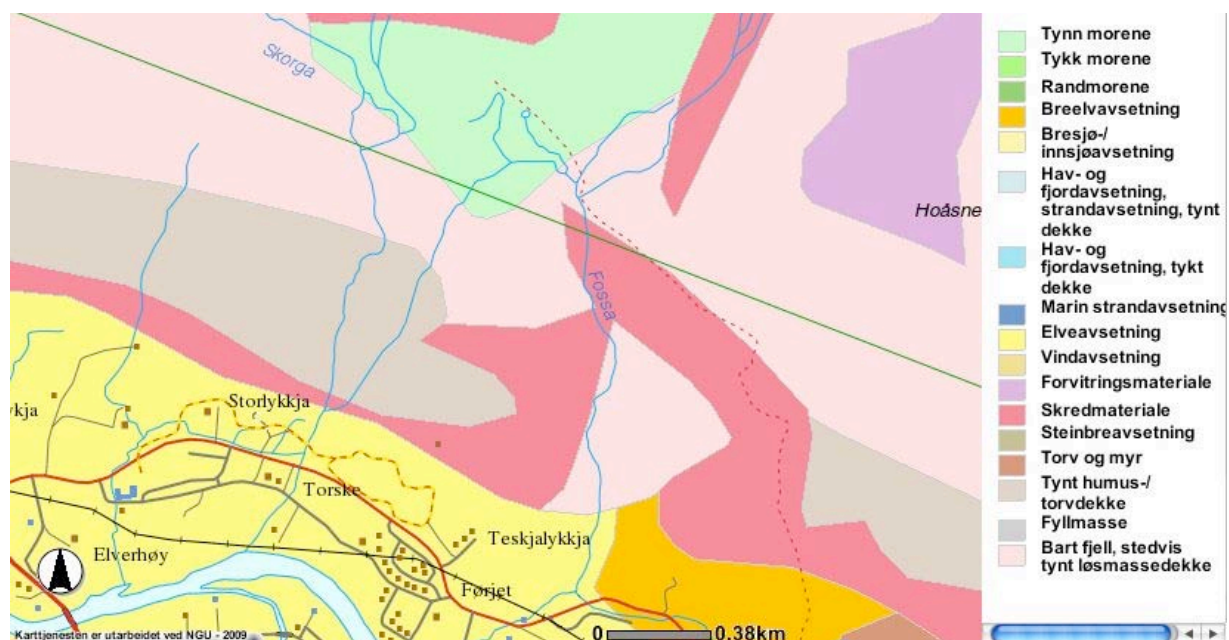 Skorga
Hoåsne
Fossa
Storlykkja
ykja
Torske
Teskjalykkja
Elverhøy
Førjet
Karttjenesten er utarbeidet ved NGU - 2009
0 0.38km
Tynn morene
Tykk morene
Randmorene
Breelvavsetning
Bresjø-/
innsjøavsetning
Hav- og
fjordavsetning,
strandavsetning, tynt
dekke
Hav- og
fjordavsetning, tykt
dekke
Marin strandavsetning
Elveavsetning
Vindavsetning
Forvitringsmateriale
Skredmateriale
Steinbreavsetning
Torv og myr
Tynt humus-/
torvdekke
Fyllmasse
Bart fjell, stedvis
tynt løsmassedekke